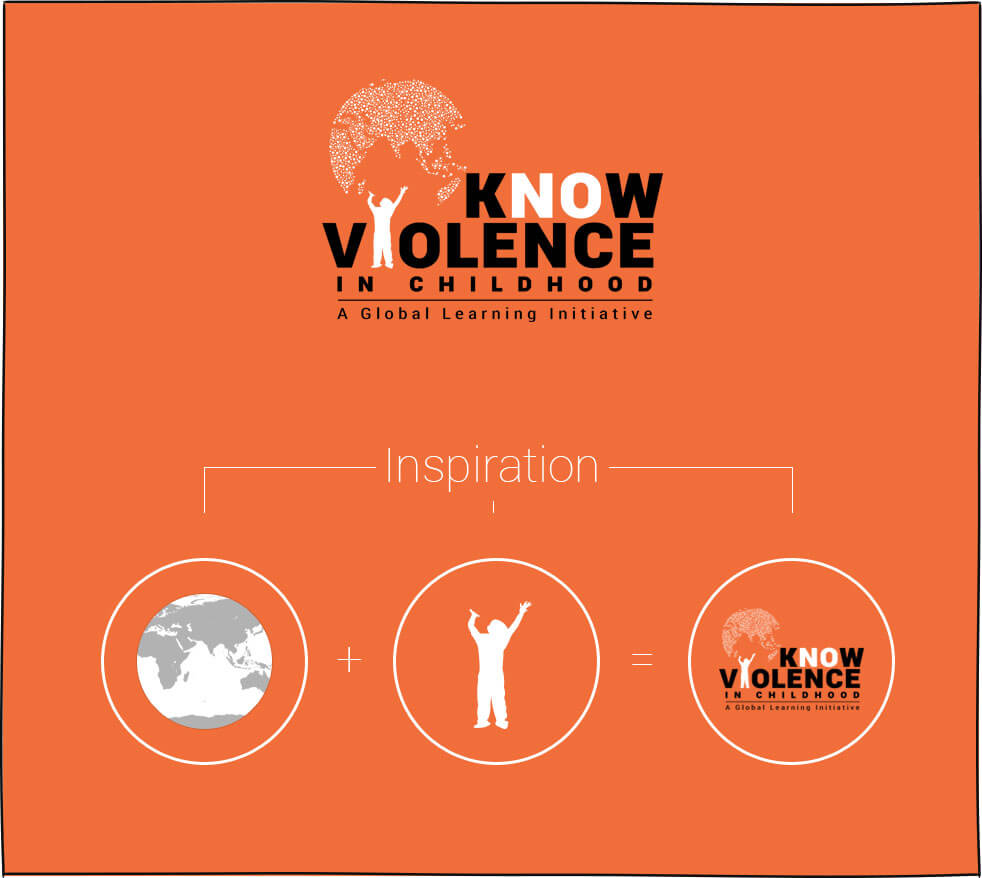 KNOW
VIOLENCE
IN CHILDHOOD
A Global Learning Initiative
Inspiration
+
=
KNOW
VIOLENCE
IN CHILDHOOD
A Global Learning Initiative